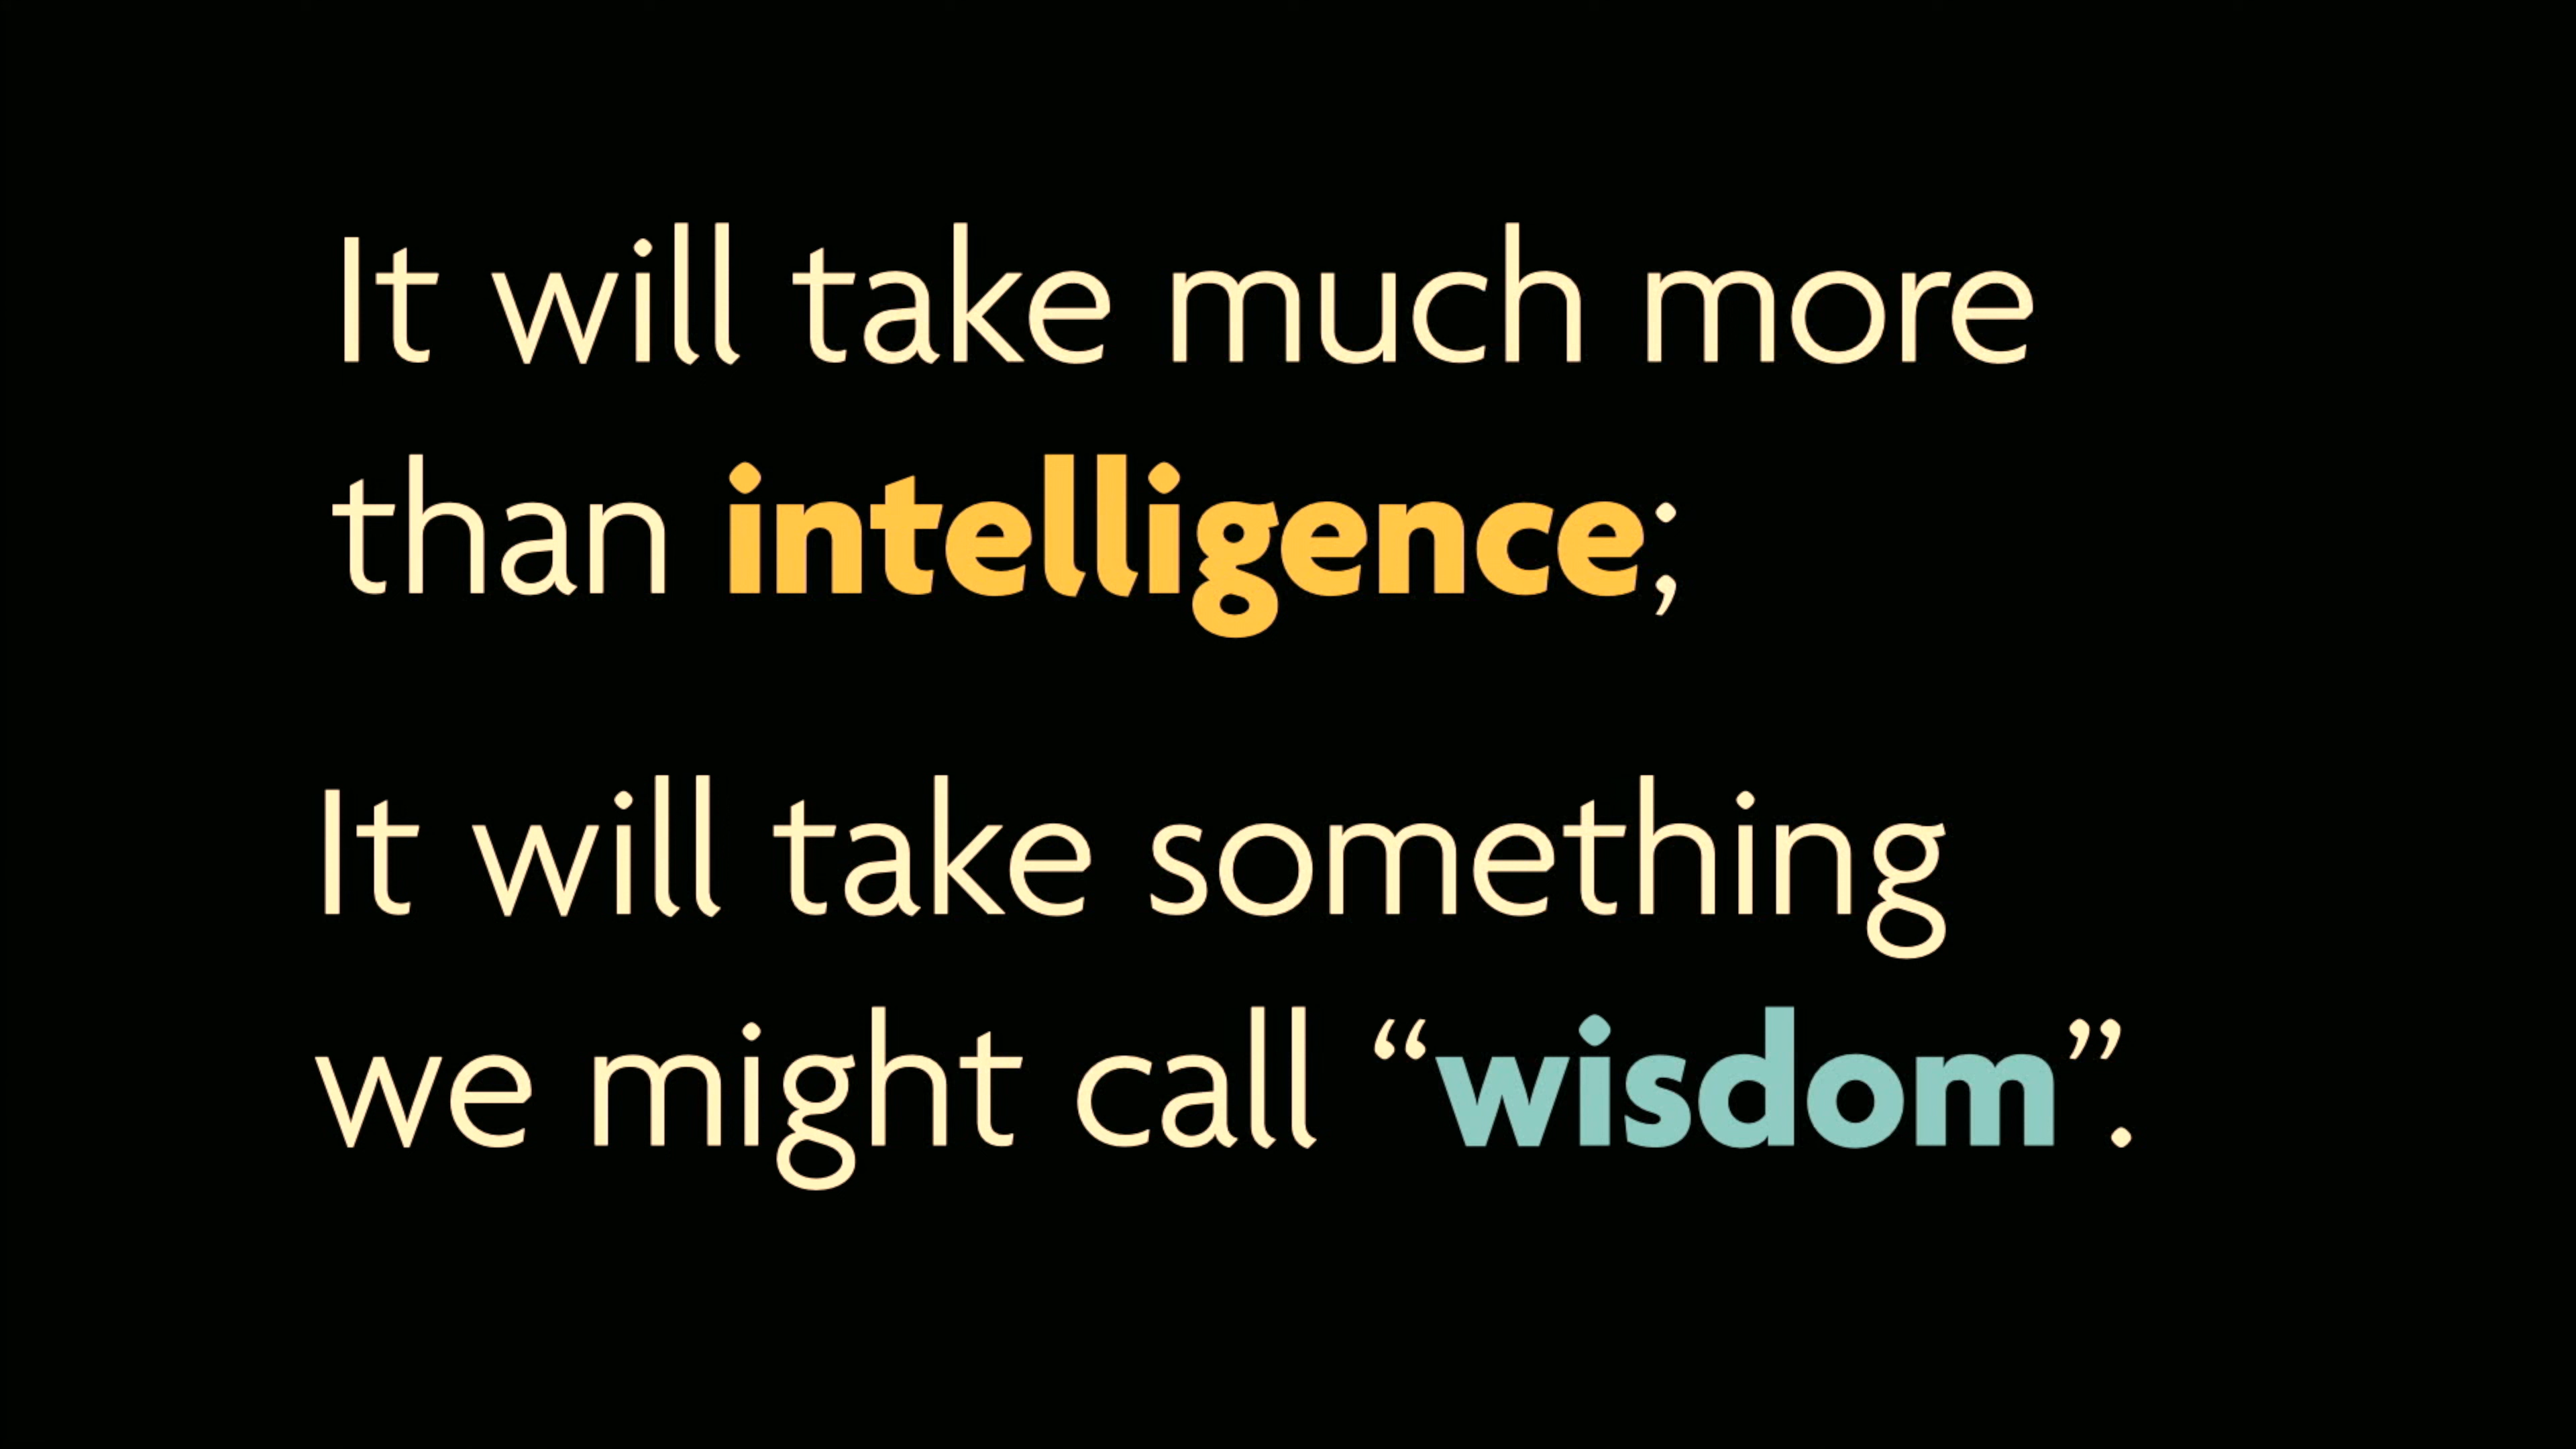 It will take much more
than intelligence;
It will take something
we might call “wisdom”.